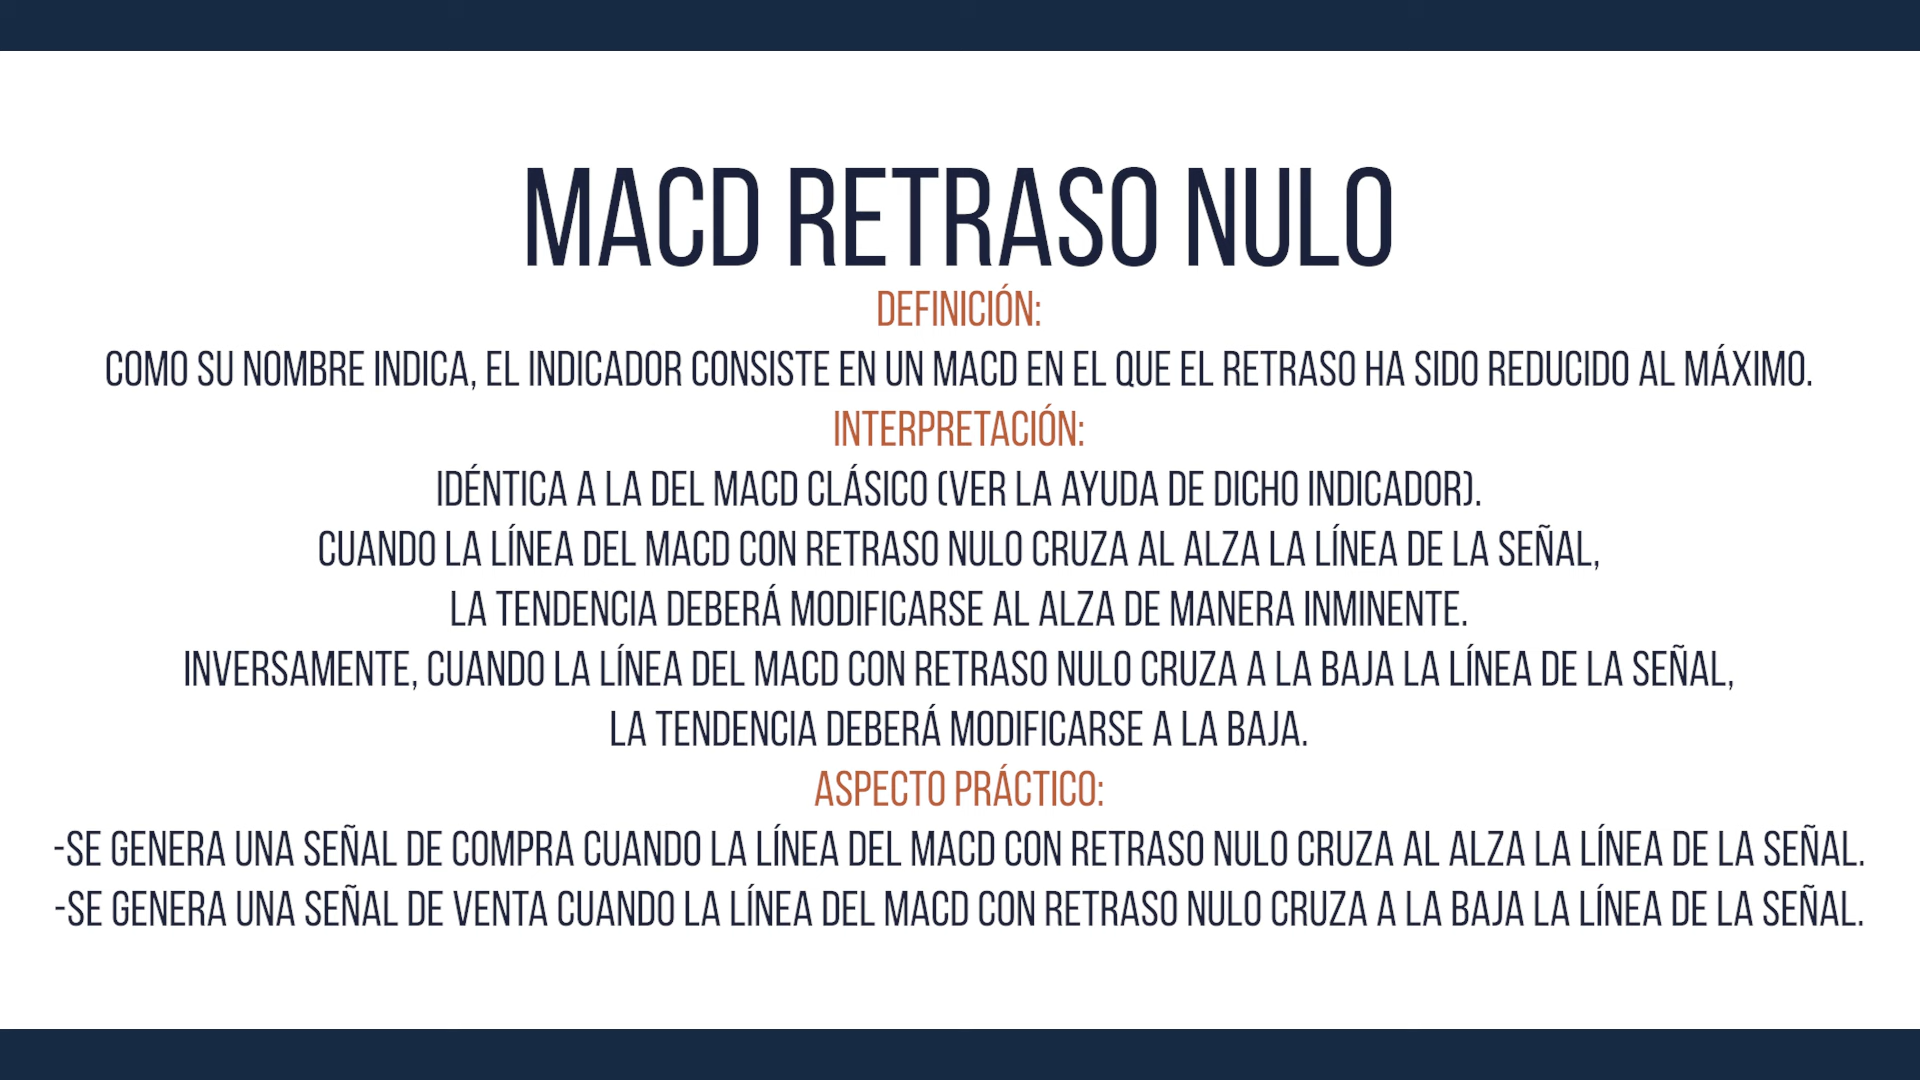 MACD RETRASO NULO
DEFINICIÓN:
COMO SU NOMBRE INDICA, EL INDICADOR CONSISTE EN UN MACD EN EL QUE EL RETRASO HA SIDO REDUCIDO AL MÁXIMO.
INTERPRETACIÓN:
IDÉNTICA A LA DEL MACD CLÁSICO (VER LA AYUDA DE DICHO INDICADOR).
CUANDO LA LÍNEA DEL MACD CON RETRASO NULO CRUZA AL ALZA LA LÍNEA DE LA SEÑAL,
LA TENDENCIA DEBERÁ MODIFICARSE AL ALZA DE MANERA INMINENTE.
INVERSAMENTE, CUANDO LA LÍNEA DEL MACD CON RETRASO NULO CRUZA A LA BAJA LA LÍNEA DE LA SEÑAL,
LA TENDENCIA DEBERÁ MODIFICARSE A LA BAJA.
ASPECTO PRÁCTICO:
-SE GENERA UNA SEÑAL DE COMPRA CUANDO LA LÍNEA DEL MACD CON RETRASO NULO CRUZA AL ALZA LA LÍNEA DE LA SEÑAL.
-SE GENERA UNA SEÑAL DE VENTA CUANDO LA LÍNEA DEL MACD CON RETRASO NULO CRUZA A LA BAJA LA LÍNEA DE LA SEÑAL.